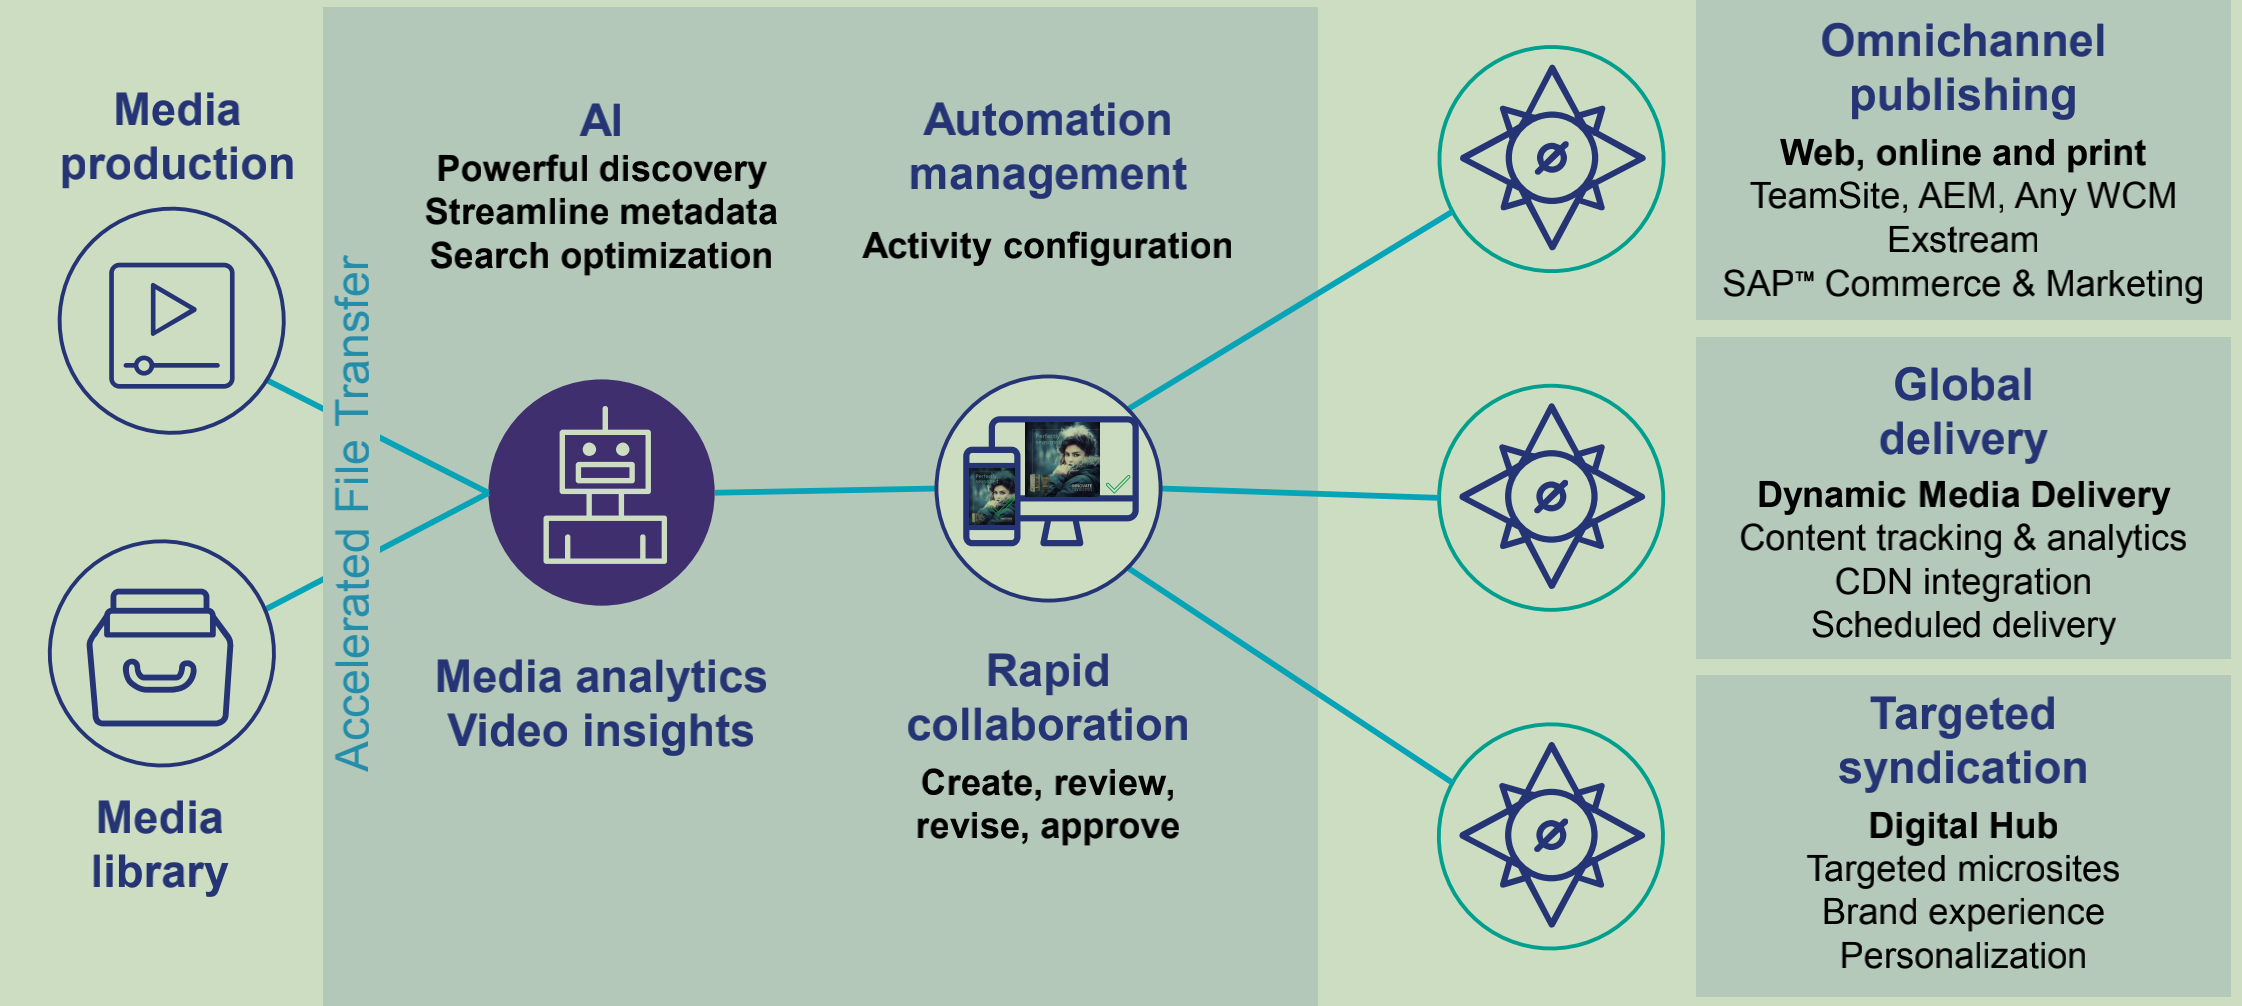 Media
production
Media
library
Accelerated File Transfer
AI
Powerful discovery
Streamline metadata
Search optimization
Media analytics
Video insights
Automation
management
Activity configuration
Rapid
collaboration
Create, review,
revise, approve
Omnichannel
publishing
Web, online and print
TeamSite, AEM, Any WCM
Exstream
SAP™ Commerce & Marketing
Global
delivery
Dynamic Media Delivery
Content tracking & analytics
CDN integration
Scheduled delivery
Targeted
syndication
Digital Hub
Targeted microsites
Brand experience
Personalization